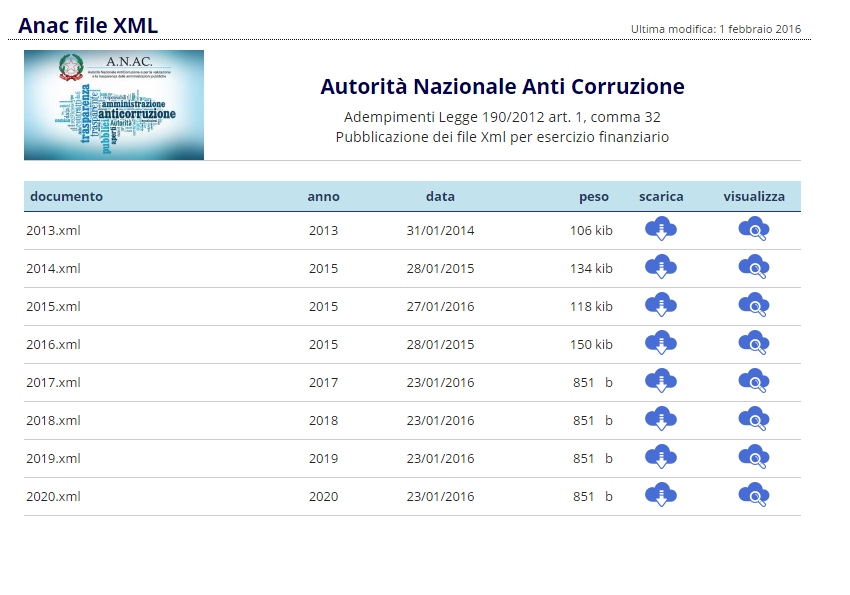 Anac file XML
Ultima modifica: 1 febbraio 2016
A.N.AC.
Autorità Nazionale AntiCorruzione e per la valutazione
e la trasparenza delle amministrazioni pubbliche
amministrazione
anticorruzione
trasparenza
trasparente
pubblici
Autorità
Autorità Nazionale Anti Corruzione
Adempimenti Legge 190/2012 art. 1, comma 32
Pubblicazione dei file Xml per esercizio finanziario
documento anno data peso scarica visualizza
2013.xml 2013 31/01/2014 106 kib
2014.xml 2015 28/01/2015 134 kib
2015.xml 2015 27/01/2016 118 kib
2016.xml 2015 28/01/2015 150 kib
2017.xml 2017 23/01/2016 851 b
2018.xml 2018 23/01/2016 851 b
2019.xml 2019 23/01/2016 851 b
2020.xml 2020 23/01/2016 851 b